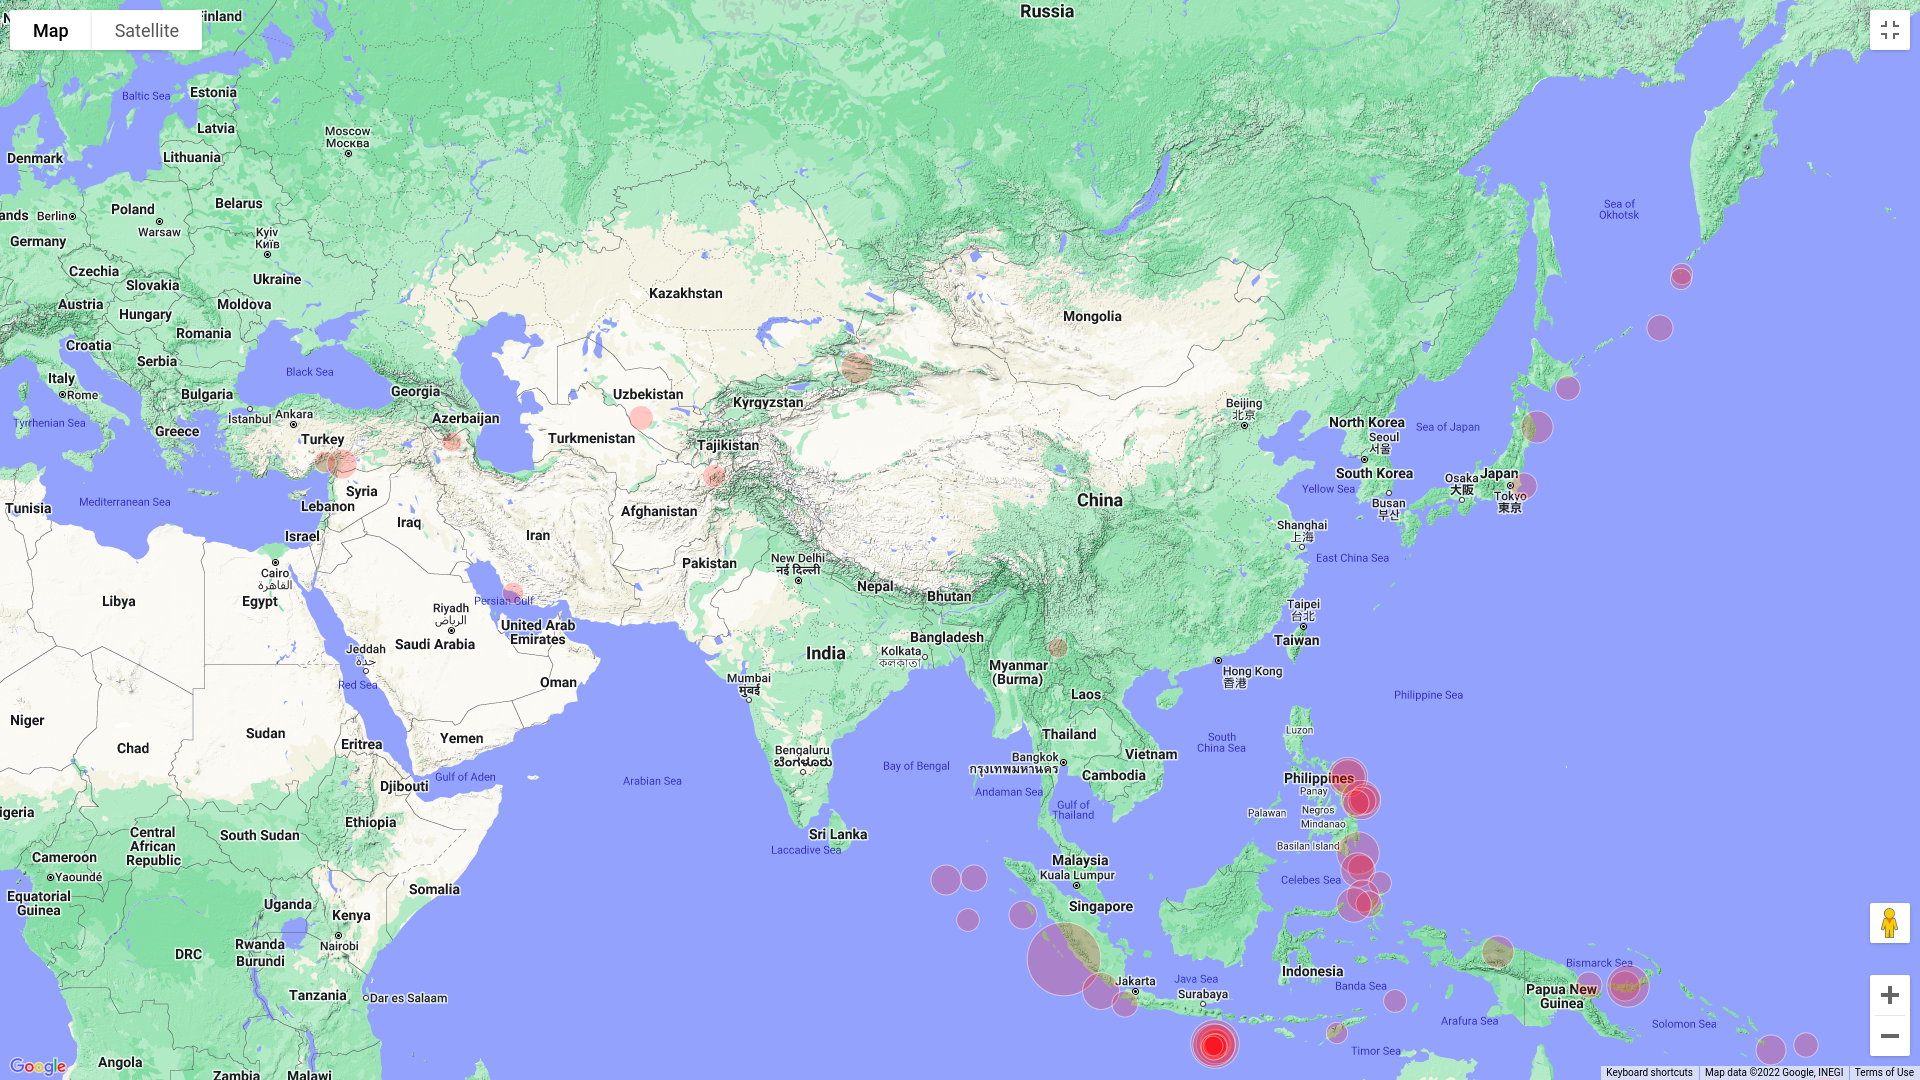 Map
Satellite
Finland
Russia
Estonia
Baltic Sea
Latvia
Moscow
Москва
Denmark
Lithuania
Belarus
Poland
Berlin
Warsaw
Sea of
Okhotsk
Germany
Kyiv
Київ
Czechia
Ukraine
Slovakia
Austria
Moldova
Hungary
Kazakhstan
Mongolia
Romania
Croatia
Serbia
Black Sea
Italy
Rome
Bulgaria
Georgia
Uzbekistan
Kyrgyzstan
Beijing
北京
İstanbul
Ankara
Azerbaijan
Tyrrhenian Sea
Greece
Turkey
Turkmenistan
Tajikistan
North Korea
Sea of Japan
Seoul
서울
South Korea
Japan
Osaka
大阪
Tokyo
東京
Yellow Sea
Busan
부산
Mediterranean Sea
Syria
Lebanon
Tunisia
Iraq
Afghanistan
China
Israel
Iran
Shanghai
上海
East China Sea
Pakistan
New Delhi
नई दिल्ली
Nepal
Bhutan
Cairo
القاهرة
Libya
Egypt
Persian Gulf
Riyadh
الرياض
United Arab
Emirates
Taipei
台北
Taiwan
Saudi Arabia
Bangladesh
Jeddah
جدة
India
Kolkata
কলকাতা
Myanmar
(Burma)
Hong Kong
香港
Red Sea
Oman
Mumbai
मुंबई
Laos
Philippine Sea
Niger
Chad
Sudan
Eritrea
Yemen
Thailand
Luzon
South
China Sea
Bengaluru
ಬೆಂಗಳೂರು
Bangkok
กรุงเทพมหานคร
Vietnam
Cambodia
Gulf of Aden
Djibouti
Arabian Sea
Bay of Bengal
Andaman Sea
Gulf of
Thailand
Philippines
Panay
Negros
Palawan
Mindanao
Basilan Island
igeria
Ethiopia
Central
African
Republic
South Sudan
Sri Lanka
Laccadive Sea
Cameroon
Yaoundé
Malaysia
Kuala Lumpur
Celebes Sea
Equatorial
Guinea
Somalia
Uganda
Kenya
Singapore
Nairobi
DRC
Rwanda
Burundi
Indonesia
Bismarck Sea
Tanzania
Dar es Salaam
Jakarta
Java Sea
Surabaya
Banda Sea
Papua New
Guinea
Arafura Sea
Solomon Sea
Timor Sea
Angola
Zambia
Malawi
Google
Keyboard shortcuts
Map data ©2022 Google, INEGI
Terms of Use